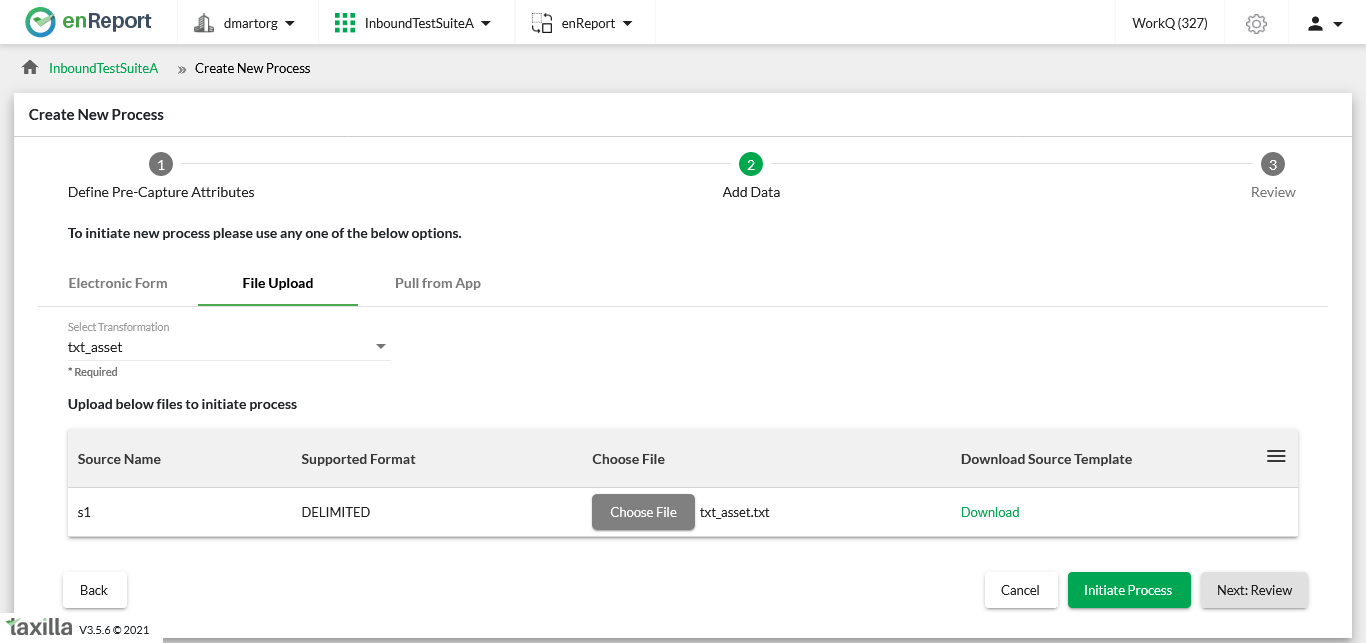 enReport dmartorg InboundTestSuiteA enReport WorkQ (327)
InboundTestSuiteA » Create New Process
Create New Process
1 2 3
Define Pre-Capture Attributes Add Data Review
To initiate new process please use any one of the below options.
Electronic Form File Upload Pull from App
Select Transformation
txt_asset
* Required
Upload below files to initiate process
Source Name Supported Format Choose File Download Source Template
s1 DELIMITED Choose File txt_asset.txt Download
Back Cancel Initiate Process Next: Review
taxilla V3.5.6 © 2021